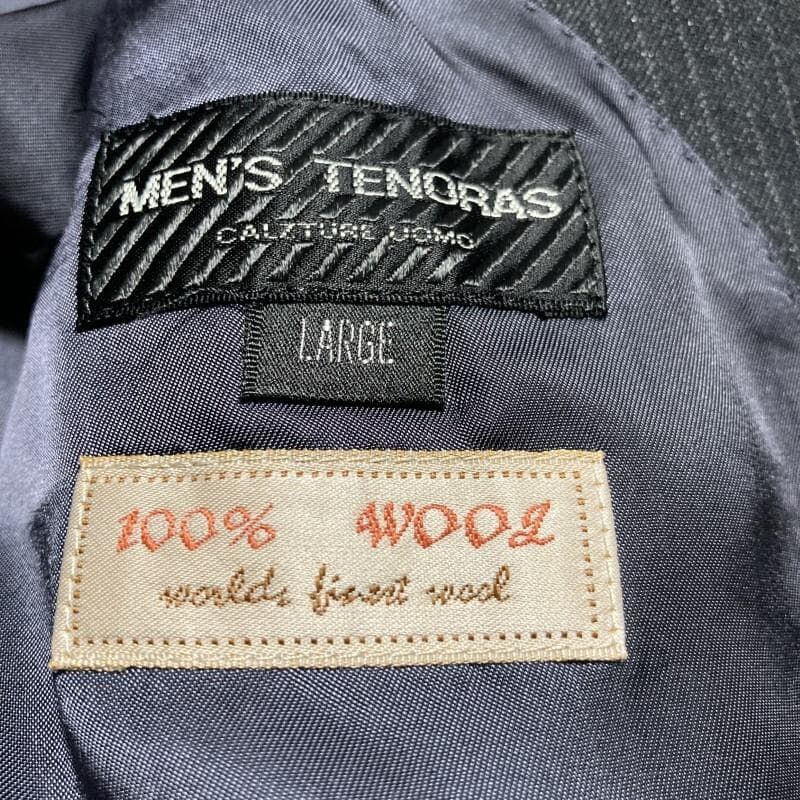 MEN'S TENORAS
CALZTURE UOMO
LARGE
100% WOOL
worlds finest wool